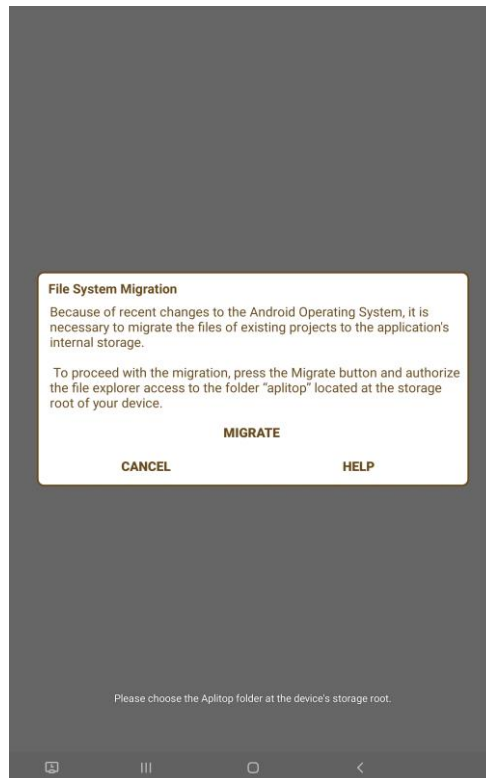 File System Migration
Because of recent changes to the Android Operating System, it is
necessary to migrate the files of existing projects to the application's
internal storage.
To proceed with the migration, press the Migrate button and authorize
the file explorer access to the folder “aplitop” located at the storage
root of your device.
MIGRATE
CANCEL HELP
Please choose the Aplitop folder at the device's storage root.